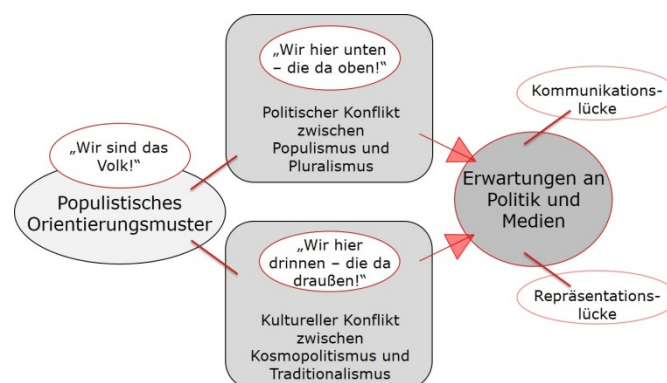 „Wir sind das
Volk!“
Populistisches
Orientierungsmuster
„Wir hier unten
– die da oben!“
Politischer Konflikt
zwischen
Populismus und
Pluralismus
„Wir hier
drinnen – die da
draußen!“
Kultureller Konflikt
zwischen
Kosmopolitismus und
Traditionalismus
Kommunikations-
lücke
Erwartungen an
Politik und
Medien
Repräsentations-
lücke